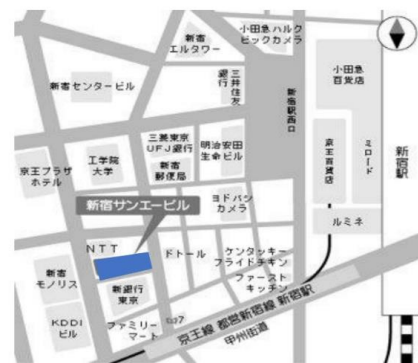 新宿
エルタワー
小田急ハルク
ビックカメラ
小田急
百貨店
新宿センタービル
三井住友
銀行
新宿駅西口
新宿駅
三菱東京
UFJ銀行
明治安田
生命ビル
京王百貨店
ミロード
工学院
大学
新宿
郵便局
京王プラザ
ホテル
ヨドバシ
カメラ
新宿サンエービル
ルミネ
NTT
ドトール
ケンタッキー
フライドチキン
新宿
モノリス
新銀行
東京
ファースト
キッチン
KDDI
ビル
ファミリー
マート
京王線 都営新宿線 新宿駅
甲州街道